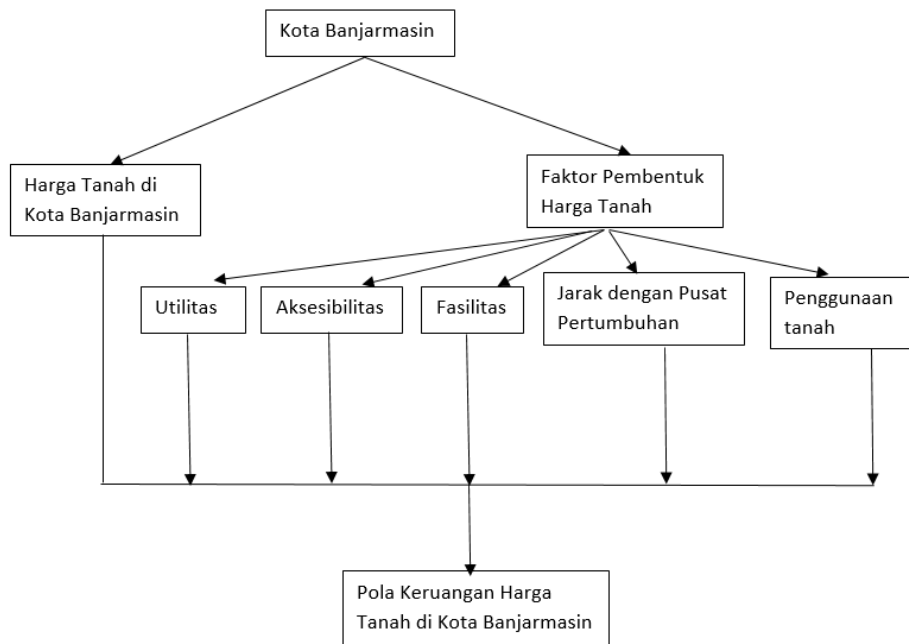 Kota Banjarmasin
Harga Tanah di
Kota Banjarmasin
Faktor Pembentuk
Harga Tanah
Utilitas
Aksesibilitas
Fasilitas
Jarak dengan Pusat
Pertumbuhan
Penggunaan
tanah
Pola Keruangan Harga
Tanah di Kota Banjarmasin